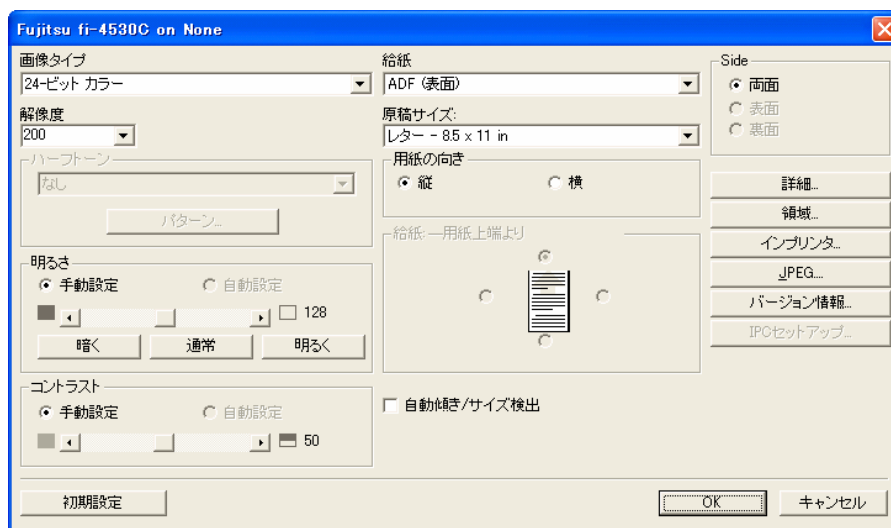 Fujitsu fi-4530C on None
画像タイプ
24-ビット カラー
解像度
200
ハーフトーン
なし
パターン...
明るさ
手動設定
自動設定
128
暗く
通常
明るく
コントラスト
手動設定
自動設定
50
初期設定
給紙
ADF (表面)
原稿サイズ:
レター - 8.5 x 11 in
用紙の向き
縦
横
給紙:—用紙上端より
自動傾き/サイズ検出
Side
両面
表面
裏面
詳細...
領域...
インプリンタ...
JPEG...
バージョン情報...
IPCセットアップ...
OK
キャンセル